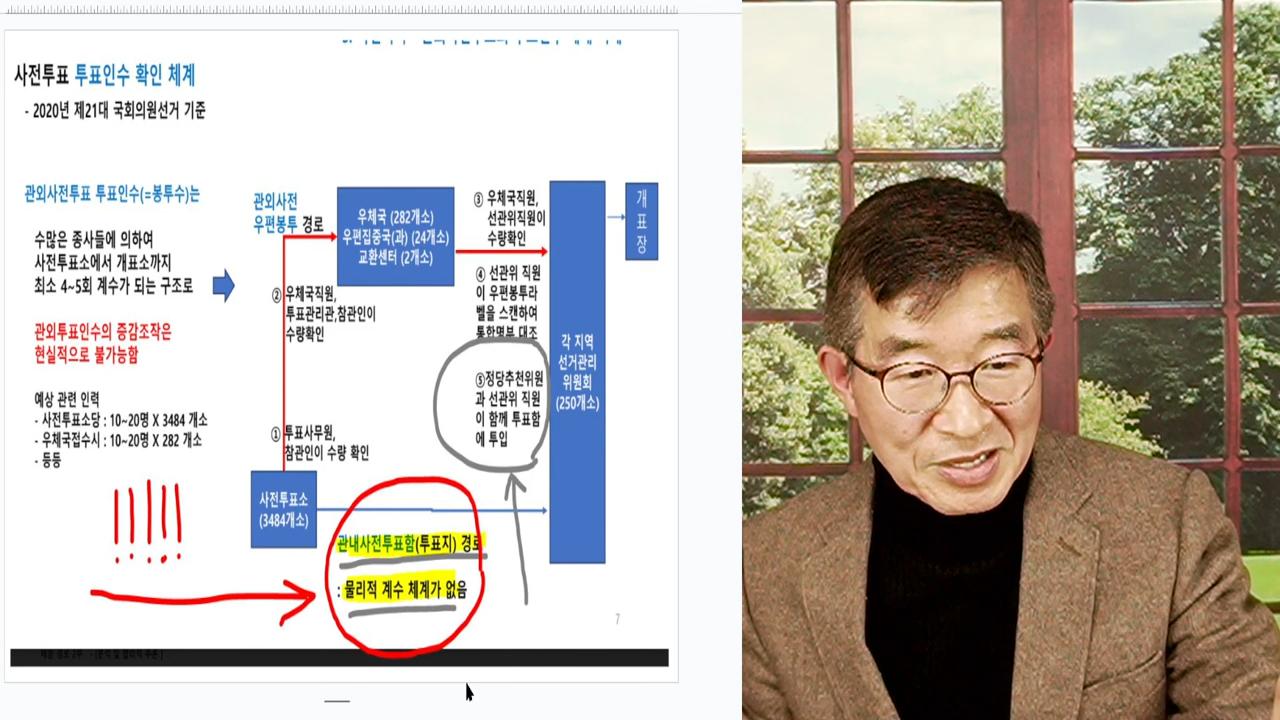 사전투표 투표인수 확인 체계
- 2020년 제21대 국회의원선거 기준
관외사전투표 투표인수(=봉투수)는
수많은 종사들에 의하여
사전투표소에서 개표소까지
최소 4~5회 계수가 되는 구조로
관외투표인수의 증감조작은
현실적으로 불가능함
예상 관련 인력
- 사전투표소당 : 10~20명 X 3484 개소
- 우체국접수시 : 10~20명 X 282 개소
- 등등
관외사전
우편봉투 경로
우체국 (282개소)
우편집중국(과) (24개소)
교환센터 (2개소)
② 우체국직원,
투표관리관,참관인이
수량확인
① 투표사무원,
참관인이 수량 확인
사전투표소
(3484개소)
③ 우체국직원,
선관위직원이
수량확인
④ 선관위 직원
이 우편봉투라
벨을 스캔하여
통합명부 대조
⑤정당추천위원
과 선관위 직원
이 함께 투표함
에 투입
각 지역
선거관리
위원회
(250개소)
개
표
장
관내사전투표함(투표지) 경로
: 물리적 계수 체계가 없음
!!!!!
7